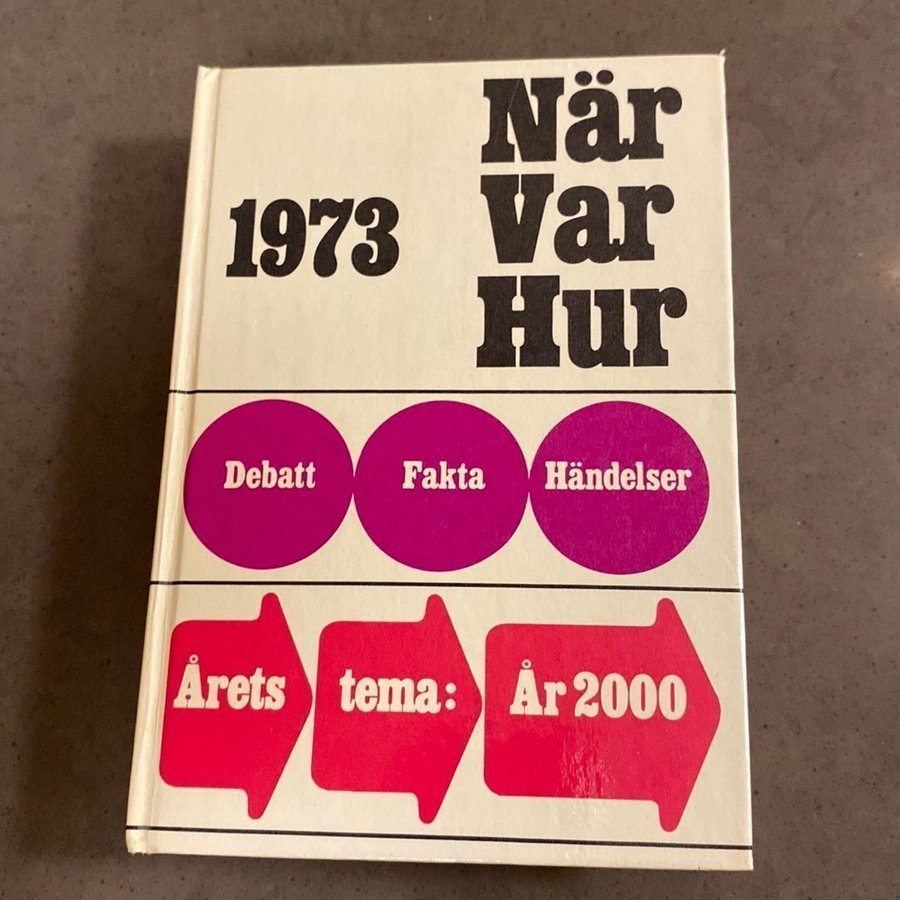 När
Var
Hur
1973
Debatt Fakta Händelser
Årets tema: År 2000